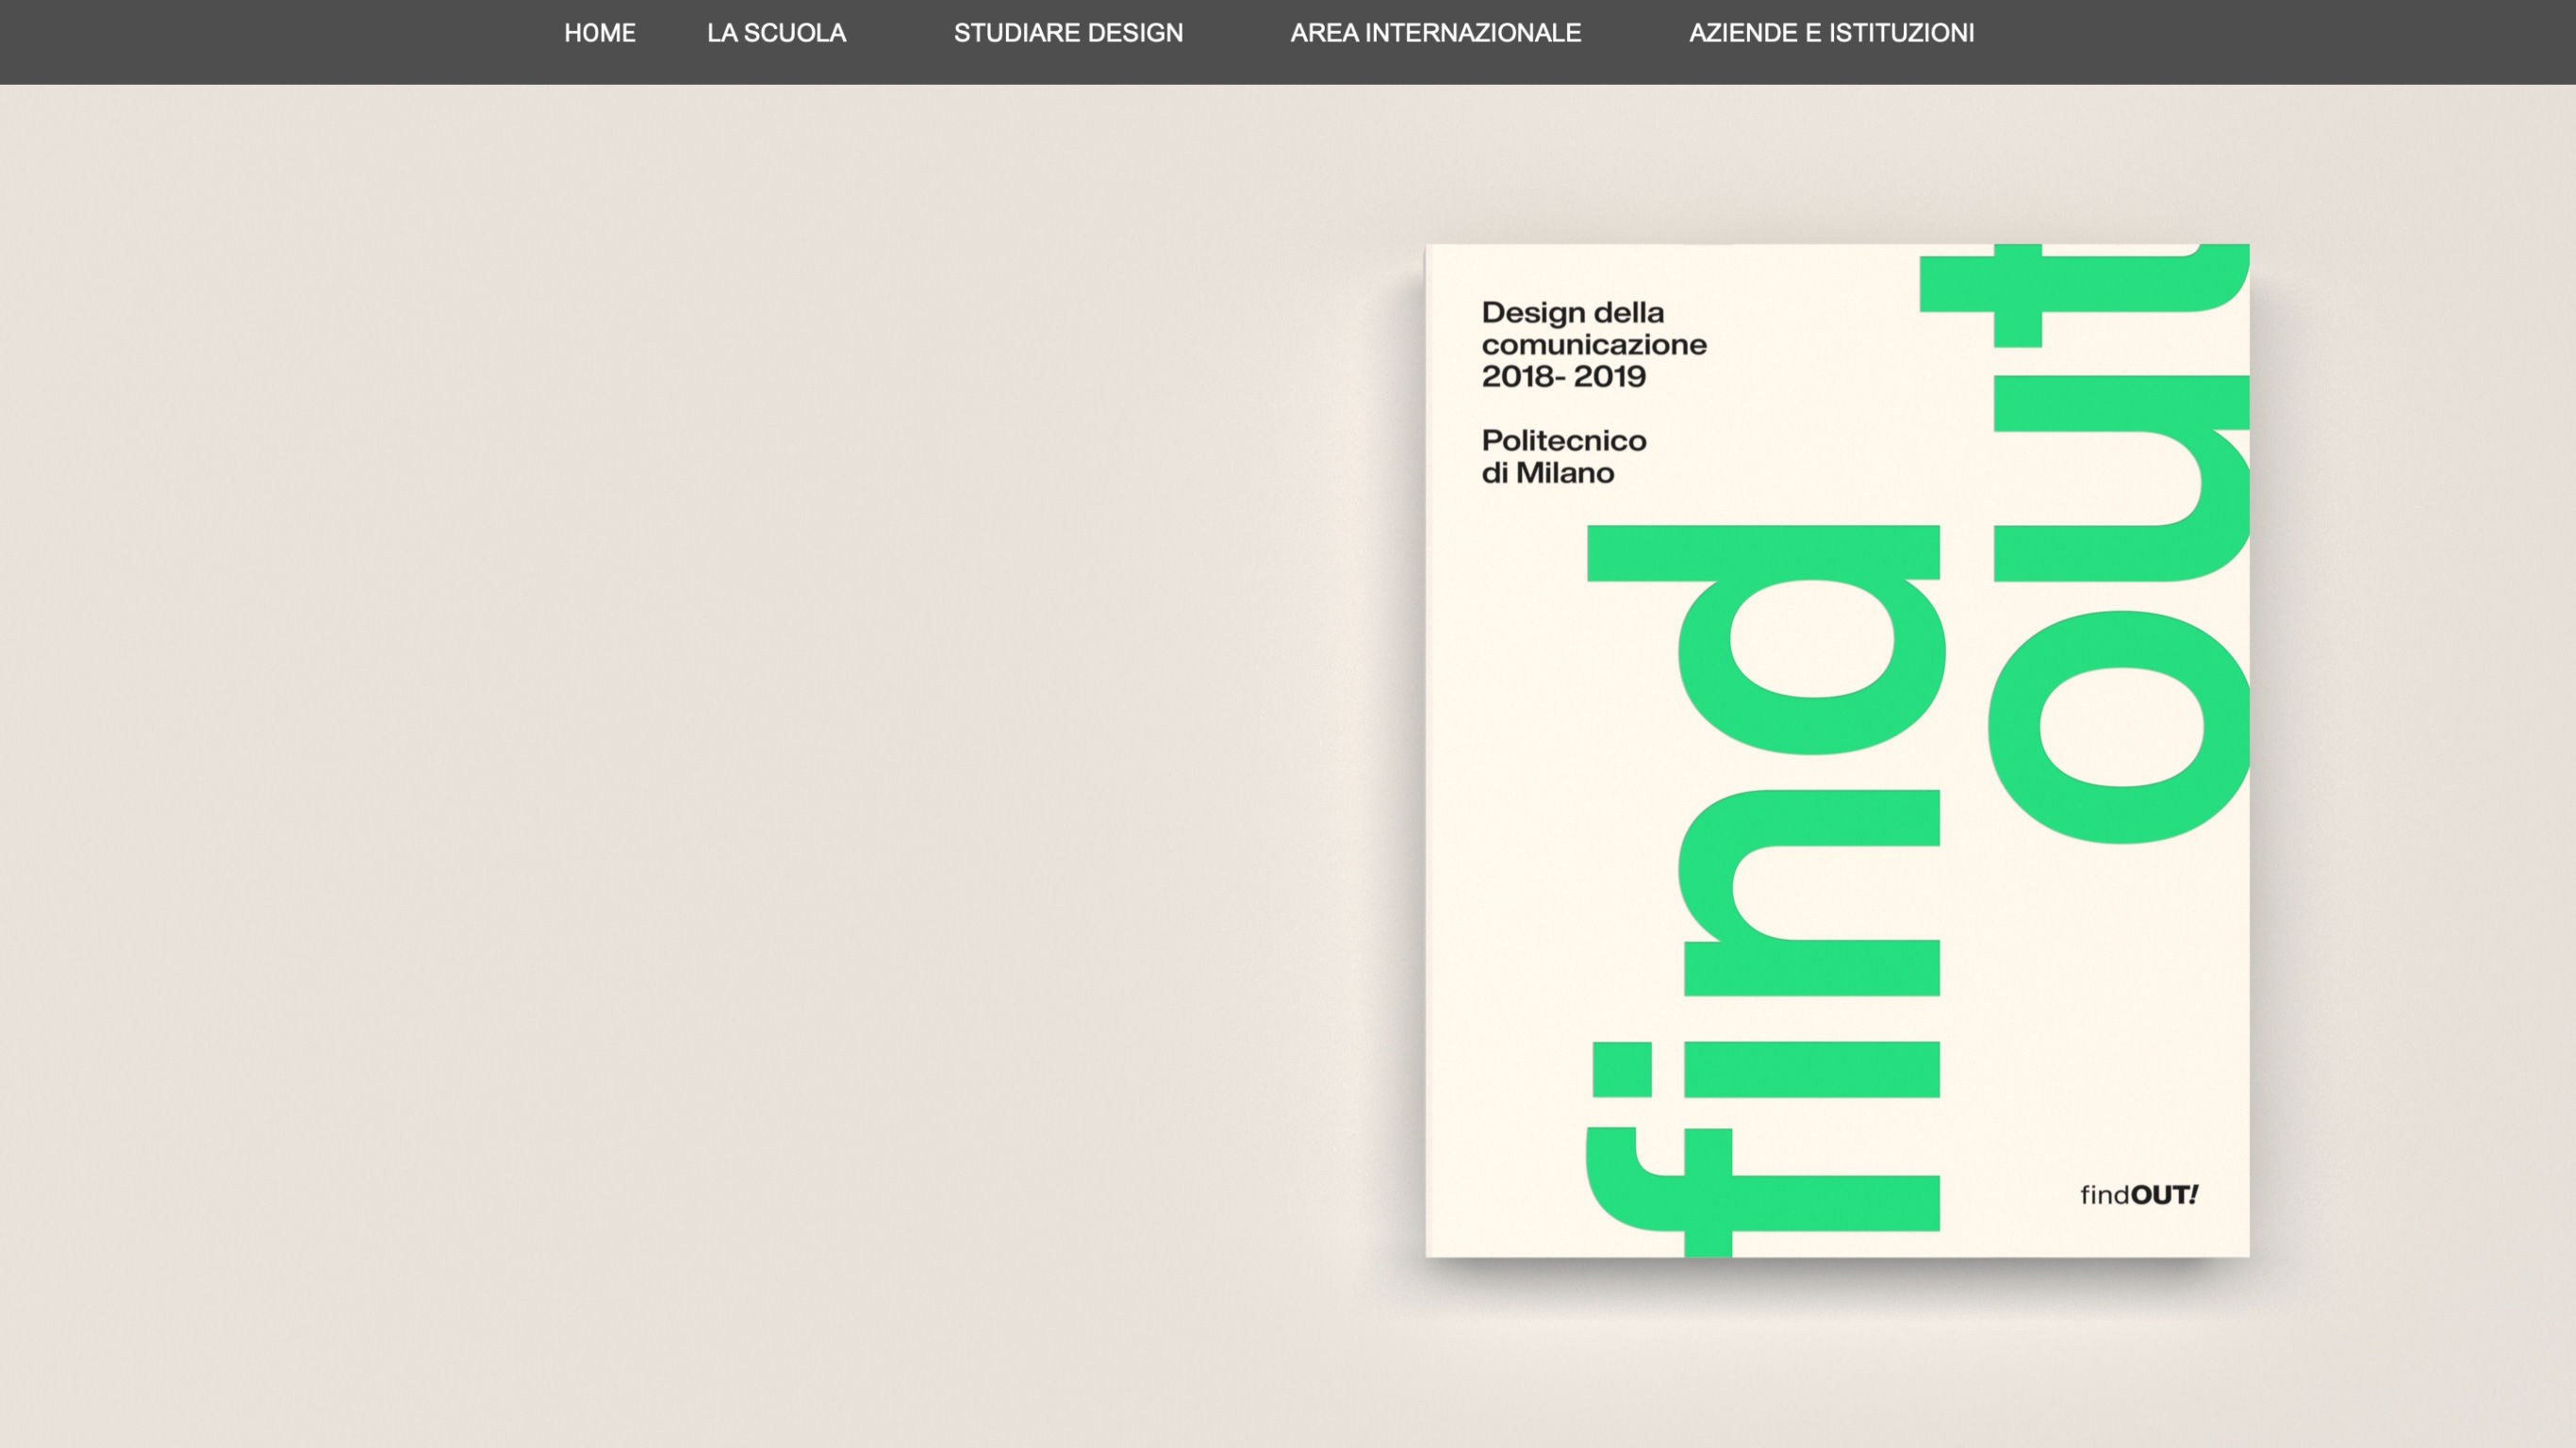 HOME
LA SCUOLA
STUDIARE DESIGN
AREA INTERNAZIONALE
AZIENDE E ISTITUZIONI
Design della
comunicazione
2018- 2019
Politecnico
di Milano
find
out
findOUT!